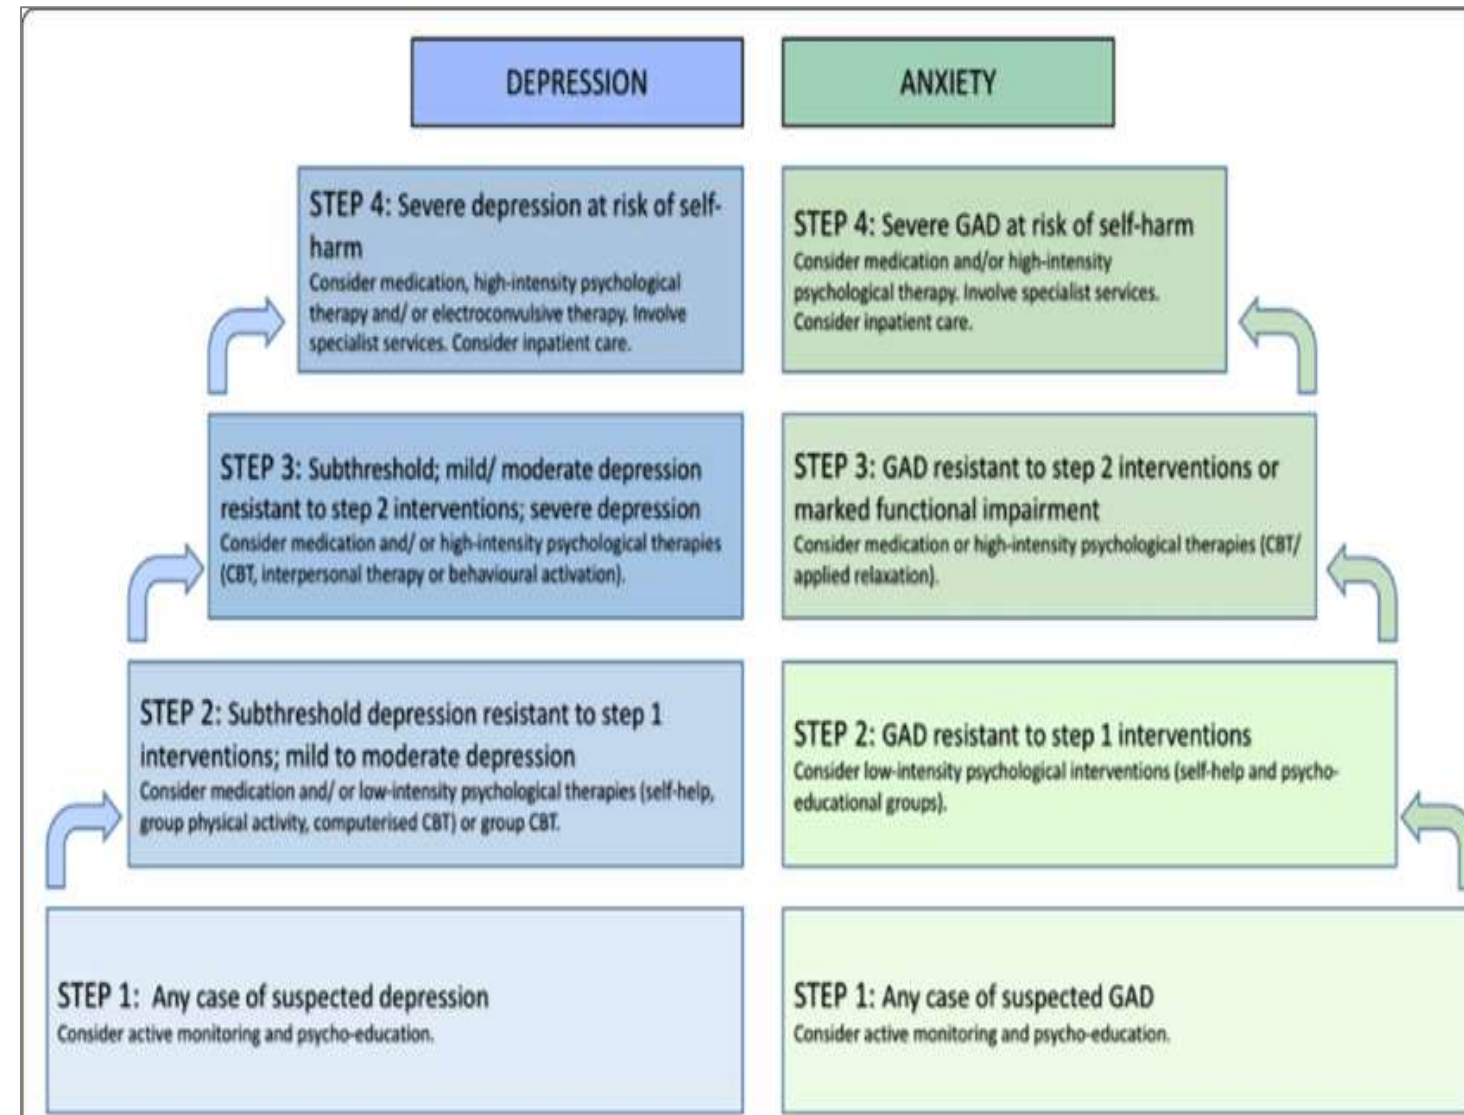 DEPRESSION
ANXIETY
STEP 4: Severe depression at risk of self-
harm
Consider medication, high-intensity psychological
therapy and/ or electroconvulsive therapy. Involve
specialist services. Consider inpatient care.
STEP 4: Severe GAD at risk of self-harm
Consider medication and/or high-intensity
psychological therapy. Involve specialist services.
Consider inpatient care.
STEP 3: Subthreshold; mild/ moderate depression
resistant to step 2 interventions; severe depression
Consider medication and/ or high-intensity psychological therapies
(CBT, interpersonal therapy or behavioural activation).
STEP 3: GAD resistant to step 2 interventions or
marked functional impairment
Consider medication or high-intensity psychological therapies (CBT/
applied relaxation).
STEP 2: Subthreshold depression resistant to step 1
interventions; mild to moderate depression
Consider medication and/ or low-intensity psychological therapies (self-help,
group physical activity, computerised CBT) or group CBT.
STEP 2: GAD resistant to step 1 interventions
Consider low-intensity psychological interventions (self-help and psycho-
educational groups).
STEP 1: Any case of suspected depression
Consider active monitoring and psycho-education.
STEP 1: Any case of suspected GAD
Consider active monitoring and psycho-education.